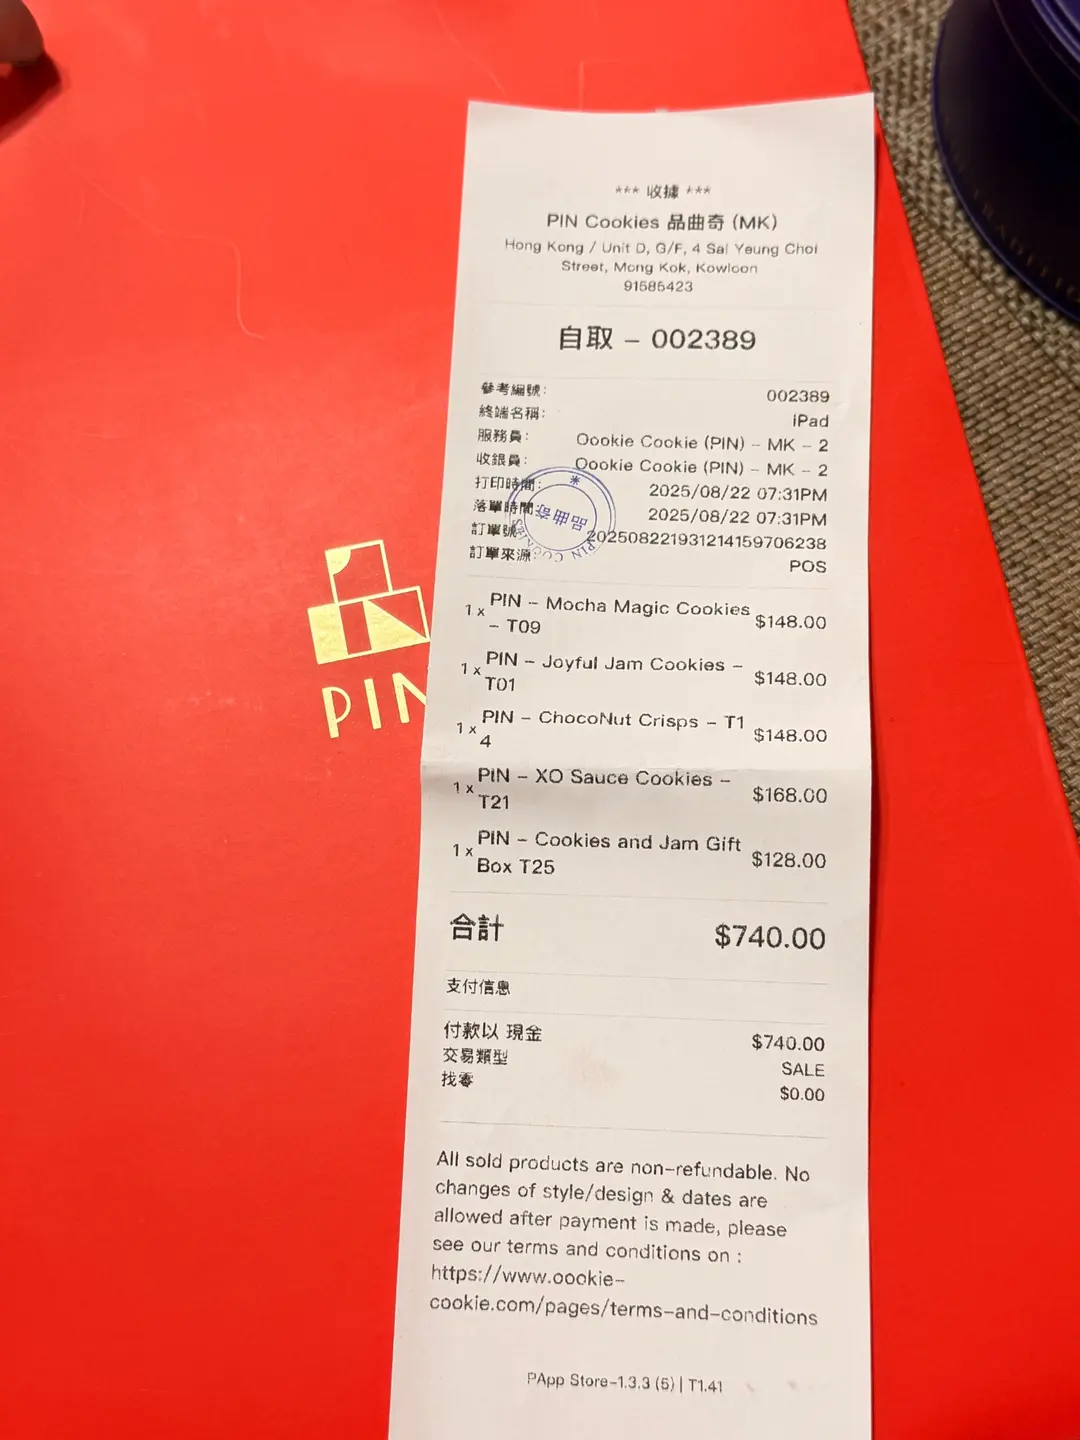 *** 收據 ***
PIN Cookies 品曲奇 (MK)
Hong Kong / Unit D, G/F, 4 Sai Yeung Choi
Street, Mong Kok, Kowloon
91585423
自取 – 002389
參考編號: 002389
終端名稱: iPad
服務員: Oookie Cookie (PIN) – MK – 2
收銀員: Oookie Cookie (PIN) – MK – 2
打印時間: 2025/08/22 07:31PM
落單時間: 2025/08/22 07:31PM
訂單號: 202508221931214159706238
訂單來源: POS
品曲奇
PIN COOKIES
1 x PIN – Mocha Magic Cookies $148.00
– T09
1 x PIN – Joyful Jam Cookies – $148.00
T01
1 x PIN – ChocoNut Crisps – T1 $148.00
4
1 x PIN – XO Sauce Cookies – $168.00
T21
1 x PIN – Cookies and Jam Gift $128.00
Box T25
合計 $740.00
支付信息
付款以 現金 $740.00
交易類型 SALE
找零 $0.00
All sold products are non-refundable. No
changes of style/design & dates are
allowed after payment is made, please
see our terms and conditions on :
https://www.oookie-
cookie.com/pages/terms-and-conditions
PApp Store-1.3.3 (5) | T1.41
PIN